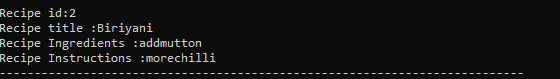 Recipe id:2
Recipe title :Biriyani
Recipe Ingredients :addmutton
Recipe Instructions :morechilli
--------------------------------------------------------------------------------